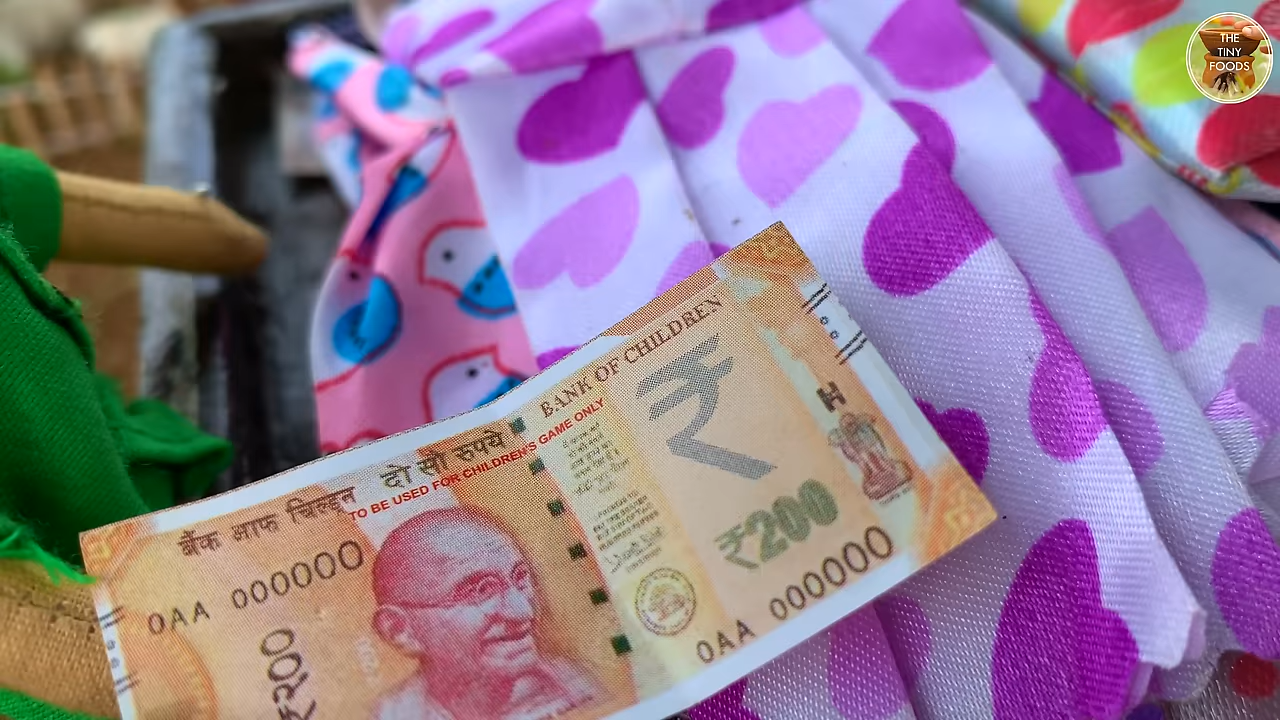 THE
TINY
FOODS
BANK OF CHILDREN
बैंक आफ चिल्ड्रन दो सौ रुपये
TO BE USED FOR CHILDREN'S GAME ONLY
₹
H
0AA 000000
₹200
₹२००
0AA 000000